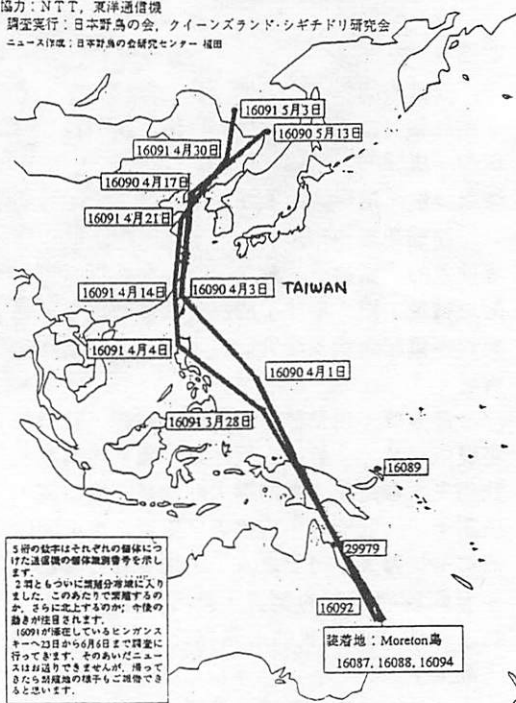 協力：NTT，東洋通信機
調査実行：日本野鳥の会，クイーンズランド・シギチドリ研究会
ニュース作成：日本野鳥の会研究センター 植田
16091 5月3日
16090 5月13日
16091 4月30日
16090 4月17日
16091 4月21日
16091 4月14日
16090 4月3日
TAIWAN
16091 4月4日
16090 4月1日
16091 3月28日
16089
29979
16092
装着地：Moreton島
16087, 16088, 16094
5桁の数字はそれぞれの個体につ
けた送信機の個体識別番号を示し
ます。
2羽ともついに繁殖分布域に入り
ました。このあたりで繁殖するの
か、さらに北上するのか、今後の
動きが注目されます。
16091が滞在しているヒンガンス
キーへ23日から6月6日まで調査に
行ってきます。そのあいだニュー
スはお送りできませんが、帰って
きたら繁殖地の様子もご報告でき
ると思います。